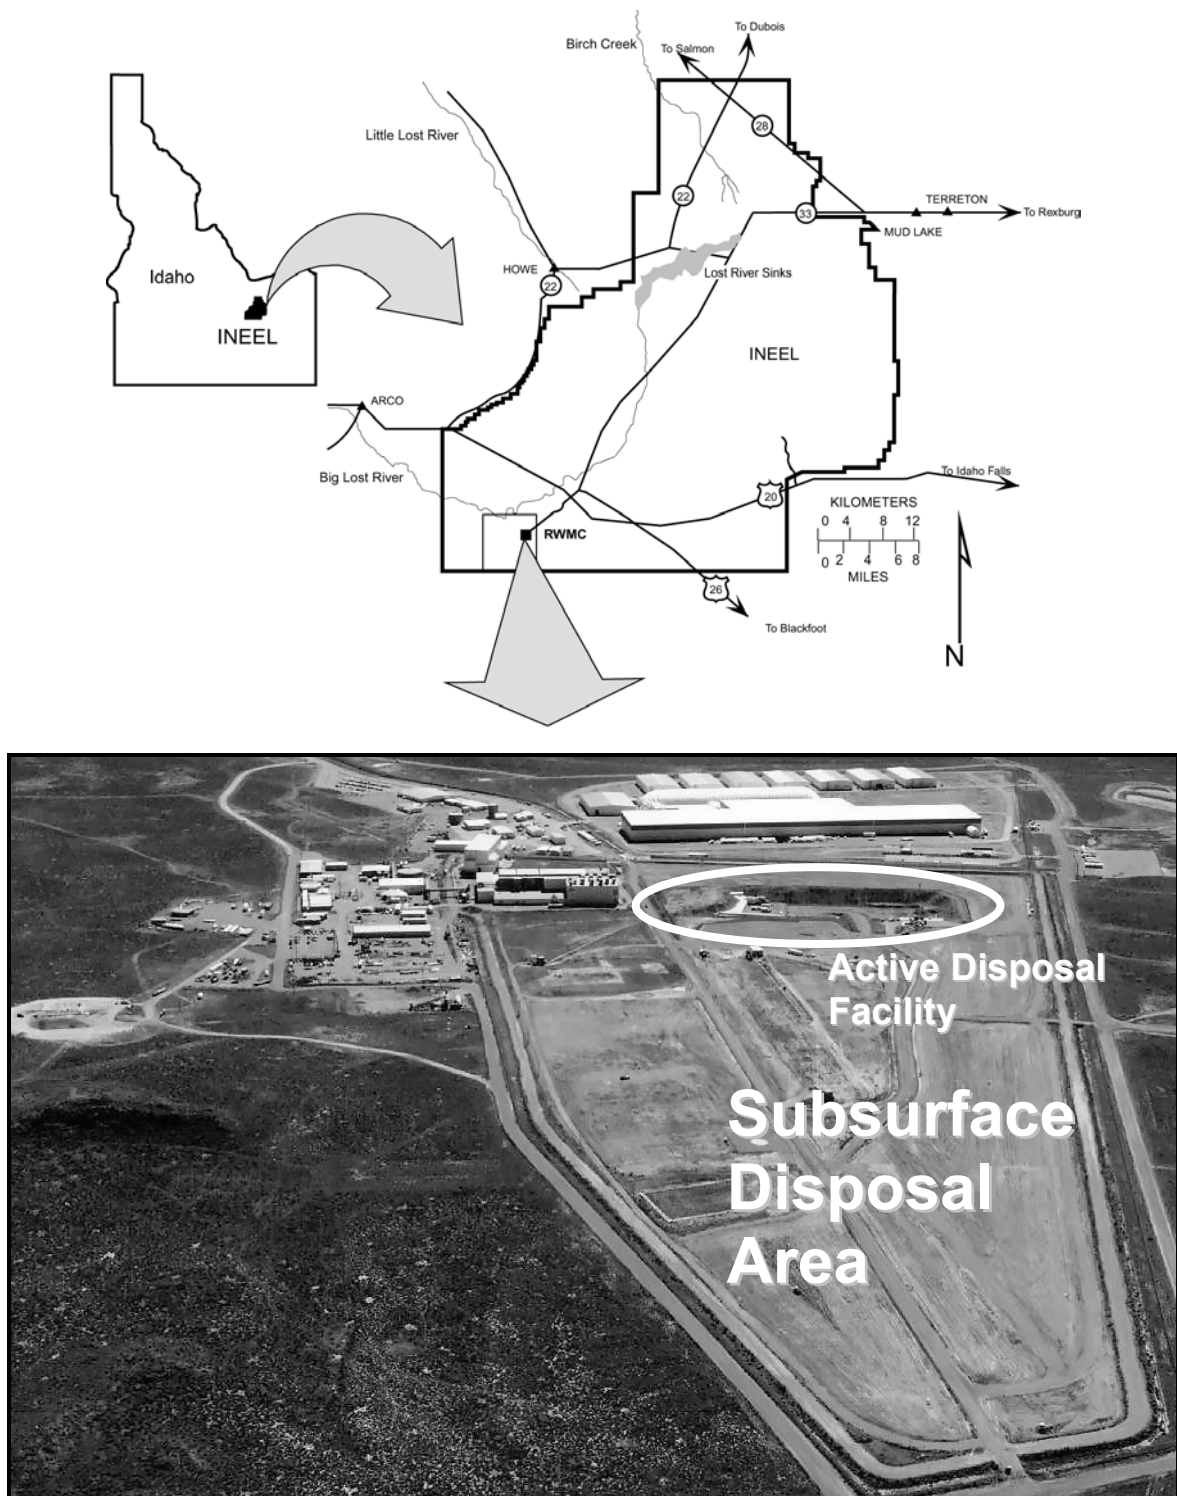 To Dubois
Birch Creek
To Salmon
28
Little Lost River
22
TERRETON
33
To Rexburg
MUD LAKE
HOWE
Lost River Sinks
22
Idaho
INEEL
INEEL
ARCO
Big Lost River
To Idaho Falls
20
KILOMETERS
0 4 8 12
RWMC
0 2 4 6 8
MILES
26
To Blackfoot
N
Active Disposal
Facility
Subsurface
Disposal
Area